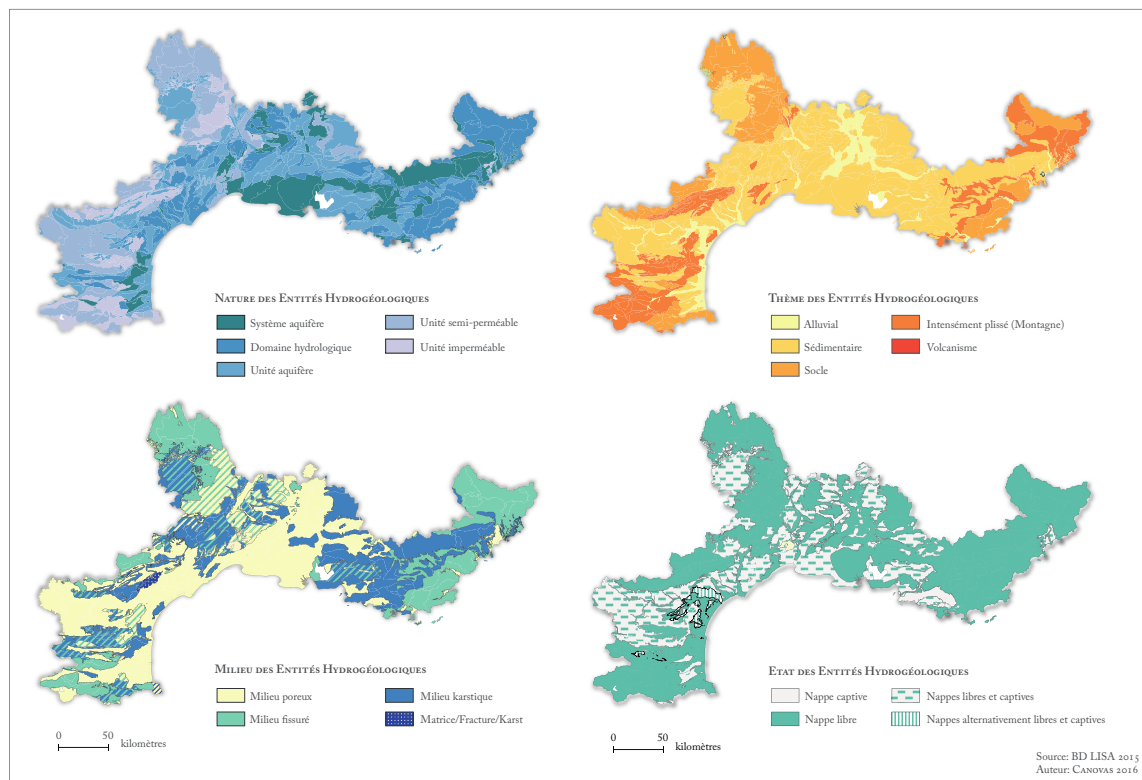 Nature des Entités Hydrogéologiques
Système aquifère
Unité semi-perméable
Domaine hydrologique
Unité imperméable
Unité aquifère
Thème des Entités Hydrogéologiques
Alluvial
Intensément plissé (Montagne)
Sédimentaire
Volcanisme
Socle
Milieu des Entités Hydrogéologiques
Milieu poreux
Milieu karstique
Milieu fissuré
Matrice/Fracture/Karst
0 50
kilomètres
Etat des Entités Hydrogéologiques
Nappe captive
Nappes libres et captives
Nappe libre
Nappes alternativement libres et captives
0 50
kilomètres
Source: BD LISA 2015
Auteur: Canovas 2016